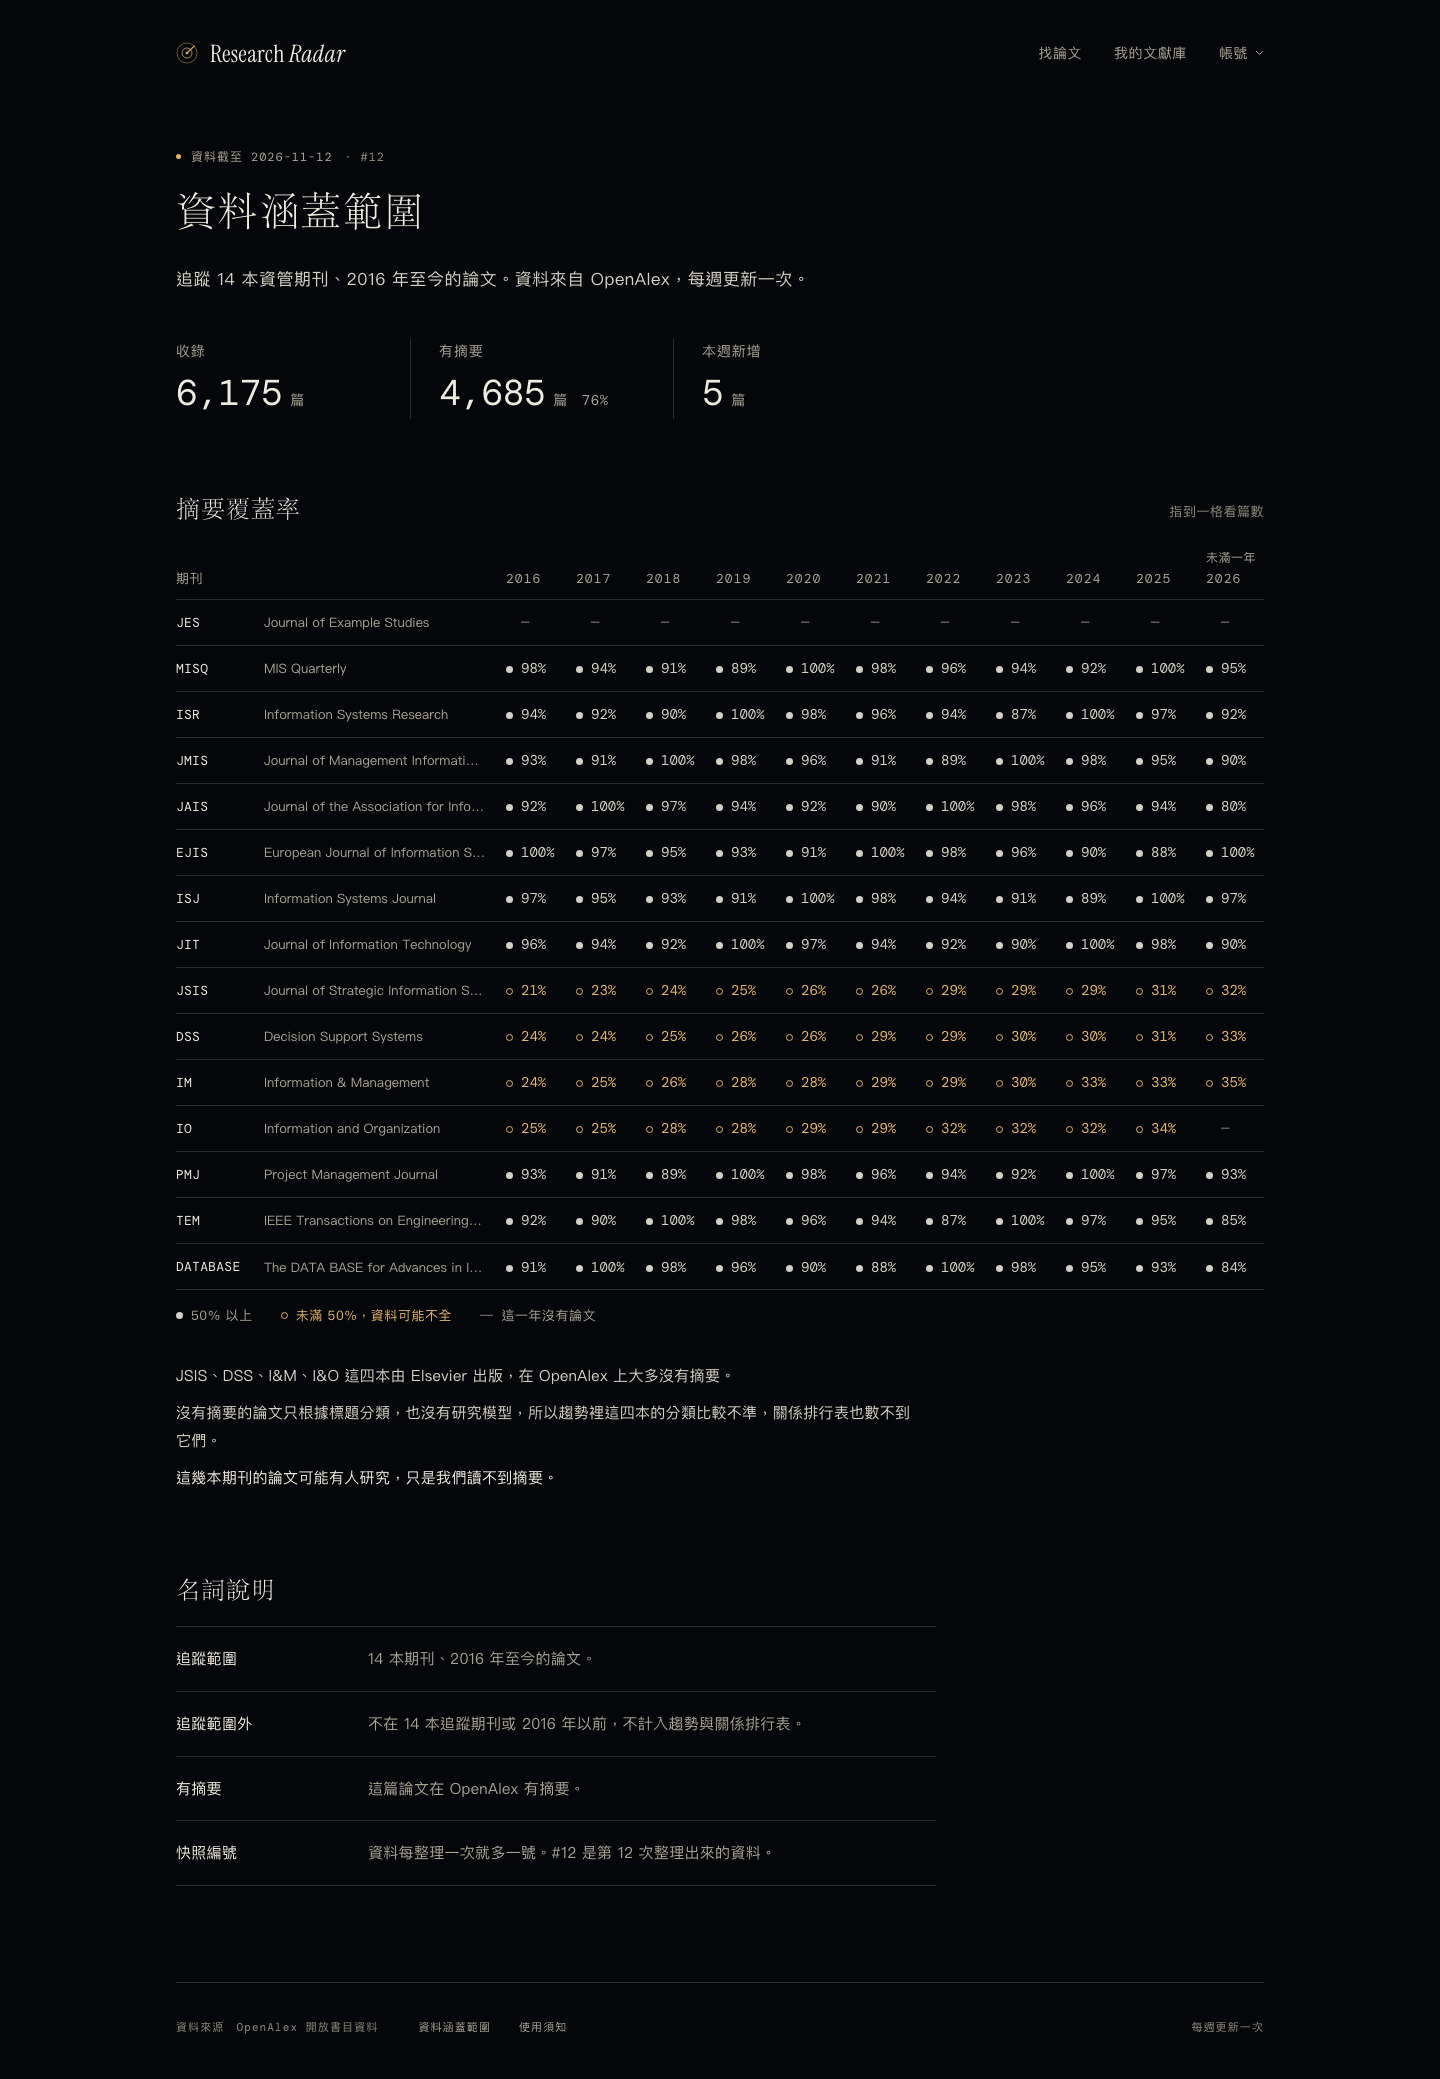 Research Radar
找論文 我的文獻庫 帳號
資料截至 2026-11-12 · #12
資料涵蓋範圍
追蹤 14 本資管期刊、2016 年至今的論文。資料來自 OpenAlex，每週更新一次。
收錄 有摘要 本週新增
6,175 篇 4,685 篇 76% 5 篇
摘要覆蓋率 指到一格看篇數
未滿一年
期刊 2016 2017 2018 2019 2020 2021 2022 2023 2024 2025 2026
JES Journal of Example Studies — — — — — — — — — — —
MISQ MIS Quarterly 98% 94% 91% 89% 100% 98% 96% 94% 92% 100% 95%
ISR Information Systems Research 94% 92% 90% 100% 98% 96% 94% 87% 100% 97% 92%
JMIS Journal of Management Informati... 93% 91% 100% 98% 96% 91% 89% 100% 98% 95% 90%
JAIS Journal of the Association for Info... 92% 100% 97% 94% 92% 90% 100% 98% 96% 94% 80%
EJIS European Journal of Information S... 100% 97% 95% 93% 91% 100% 98% 96% 90% 88% 100%
ISJ Information Systems Journal 97% 95% 93% 91% 100% 98% 94% 91% 89% 100% 97%
JIT Journal of Information Technology 96% 94% 92% 100% 97% 94% 92% 90% 100% 98% 90%
JSIS Journal of Strategic Information S... 21% 23% 24% 25% 26% 26% 29% 29% 29% 31% 32%
DSS Decision Support Systems 24% 24% 25% 26% 26% 29% 29% 30% 30% 31% 33%
IM Information & Management 24% 25% 26% 28% 28% 29% 29% 30% 33% 33% 35%
IO Information and Organization 25% 25% 28% 28% 29% 29% 32% 32% 32% 34% —
PMJ Project Management Journal 93% 91% 89% 100% 98% 96% 94% 92% 100% 97% 93%
TEM IEEE Transactions on Engineering... 92% 90% 100% 98% 96% 94% 87% 100% 97% 95% 85%
DATABASE The DATA BASE for Advances in I... 91% 100% 98% 96% 90% 88% 100% 98% 95% 93% 84%
50% 以上 未滿 50%，資料可能不全 — 這一年沒有論文
JSIS、DSS、I&M、I&O 這四本由 Elsevier 出版，在 OpenAlex 上大多沒有摘要。
沒有摘要的論文只根據標題分類，也沒有研究模型，所以趨勢裡這四本的分類比較不準，關係排行表也數不到
它們。
這幾本期刊的論文可能有人研究，只是我們讀不到摘要。
名詞說明
追蹤範圍 14 本期刊、2016 年至今的論文。
追蹤範圍外 不在 14 本追蹤期刊或 2016 年以前，不計入趨勢與關係排行表。
有摘要 這篇論文在 OpenAlex 有摘要。
快照編號 資料每整理一次就多一號。#12 是第 12 次整理出來的資料。
資料來源 OpenAlex 開放書目資料 資料涵蓋範圍 使用須知 每週更新一次